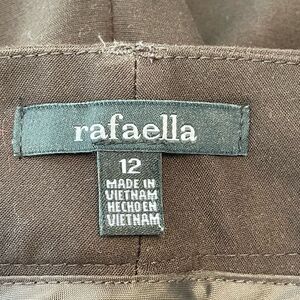 rafaella
12
MADE IN
VIETNAM
HECHO EN
VIETNAM